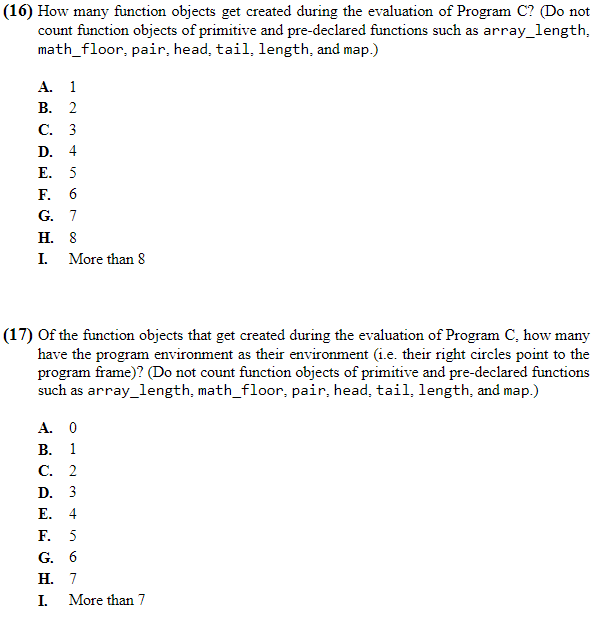 (16) How many function objects get created during the evaluation of Program C? (Do not
count function objects of primitive and pre-declared functions such as array_length,
math_floor, pair, head, tail, length, and map.)
A. 1
B. 2
C. 3
D. 4
E. 5
F. 6
G. 7
H. 8
I. More than 8
(17) Of the function objects that get created during the evaluation of Program C, how many
have the program environment as their environment (i.e. their right circles point to the
program frame)? (Do not count function objects of primitive and pre-declared functions
such as array_length, math_floor, pair, head, tail, length, and map.)
A. 0
B. 1
C. 2
D. 3
E. 4
F. 5
G. 6
H. 7
I. More than 7